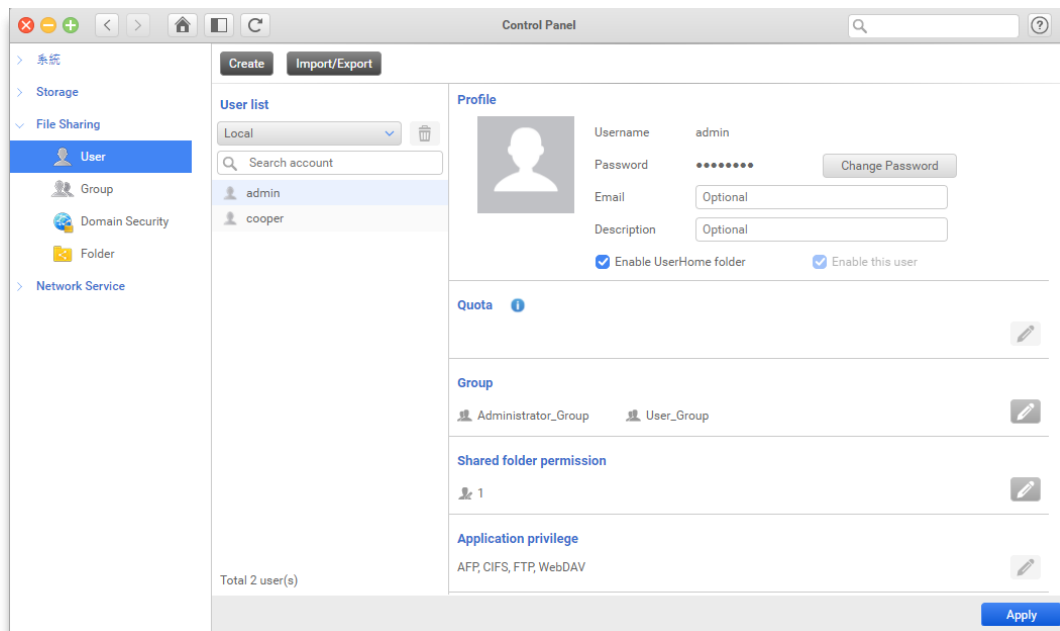 Control Panel
系統
Storage
File Sharing
User
Group
Domain Security
Folder
Network Service
Create Import/Export
User list
Local
Search account
admin
cooper
Total 2 user(s)
Profile
Username admin
Password •••••••• Change Password
Email Optional
Description Optional
Enable UserHome folder Enable this user
Quota
Group
Administrator_Group User_Group
Shared folder permission
1
Application privilege
AFP, CIFS, FTP, WebDAV
Apply